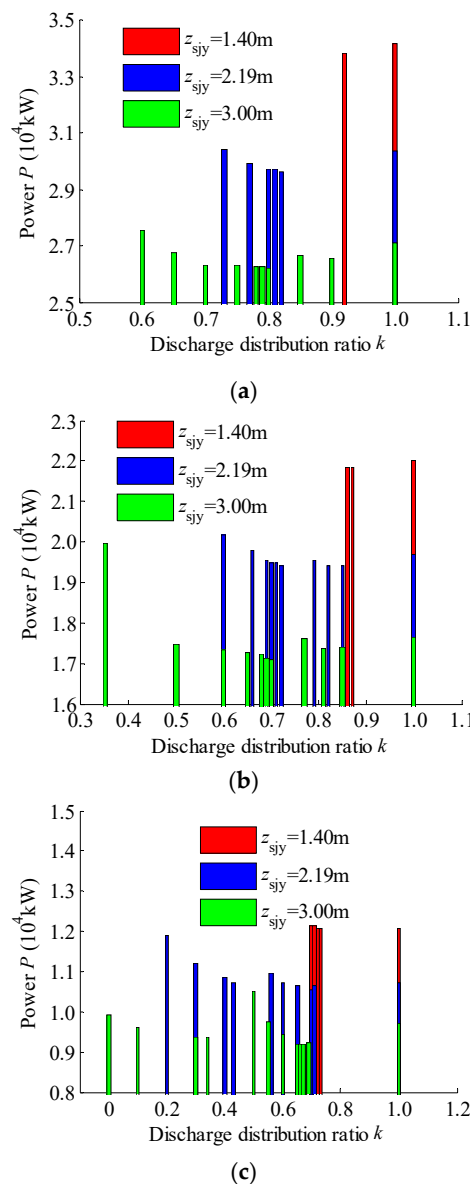 3.5
3.3
3.1
2.9
2.7
2.5
Power P (10⁴kW)
z_sjy=1.40m
z_sjy=2.19m
z_sjy=3.00m
0.5 0.6 0.7 0.8 0.9 1.0 1.1
Discharge distribution ratio k
(a)
2.3
2.2
2.1
2.0
1.9
1.8
1.7
1.6
Power P (10⁴kW)
z_sjy=1.40m
z_sjy=2.19m
z_sjy=3.00m
0.3 0.4 0.5 0.6 0.7 0.8 0.9 1.0 1.1
Discharge distribution ratio k
(b)
1.5
1.4
1.3
1.2
1.1
1.0
0.9
0.8
Power P (10⁴kW)
z_sjy=1.40m
z_sjy=2.19m
z_sjy=3.00m
0 0.2 0.4 0.6 0.8 1.0 1.2
Discharge distribution ratio k
(c)